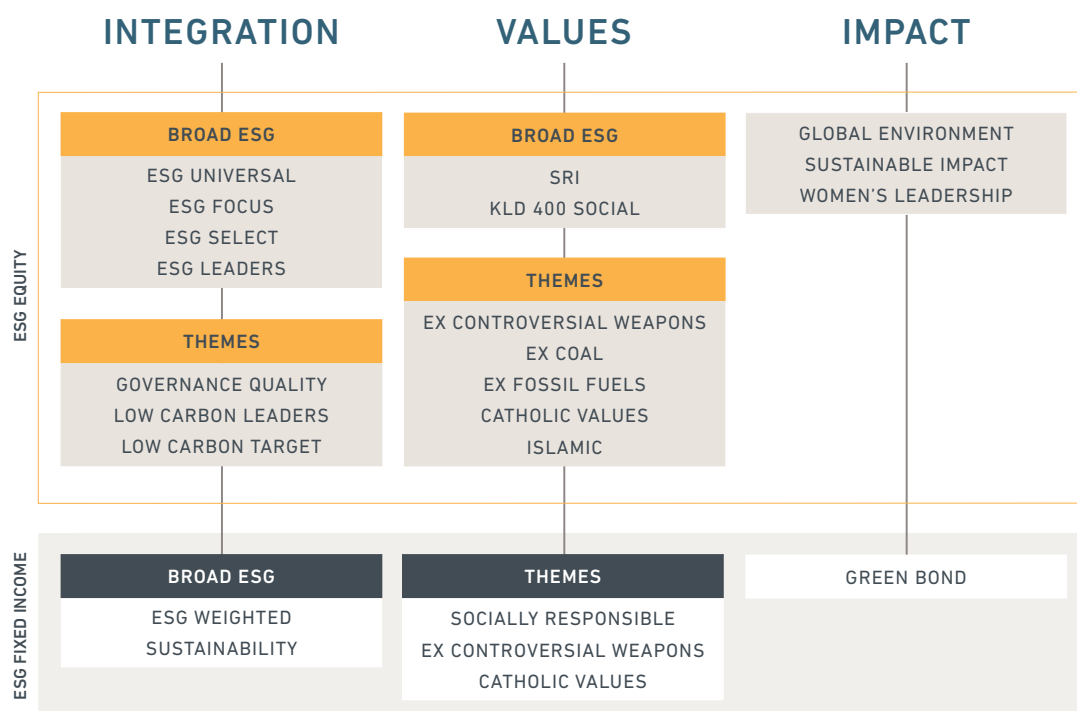 INTEGRATION
VALUES
IMPACT
ESG EQUITY
BROAD ESG
ESG UNIVERSAL
ESG FOCUS
ESG SELECT
ESG LEADERS
THEMES
GOVERNANCE QUALITY
LOW CARBON LEADERS
LOW CARBON TARGET
BROAD ESG
SRI
KLD 400 SOCIAL
THEMES
EX CONTROVERSIAL WEAPONS
EX COAL
EX FOSSIL FUELS
CATHOLIC VALUES
ISLAMIC
GLOBAL ENVIRONMENT
SUSTAINABLE IMPACT
WOMEN’S LEADERSHIP
ESG FIXED INCOME
BROAD ESG
ESG WEIGHTED
SUSTAINABILITY
THEMES
SOCIALLY RESPONSIBLE
EX CONTROVERSIAL WEAPONS
CATHOLIC VALUES
GREEN BOND